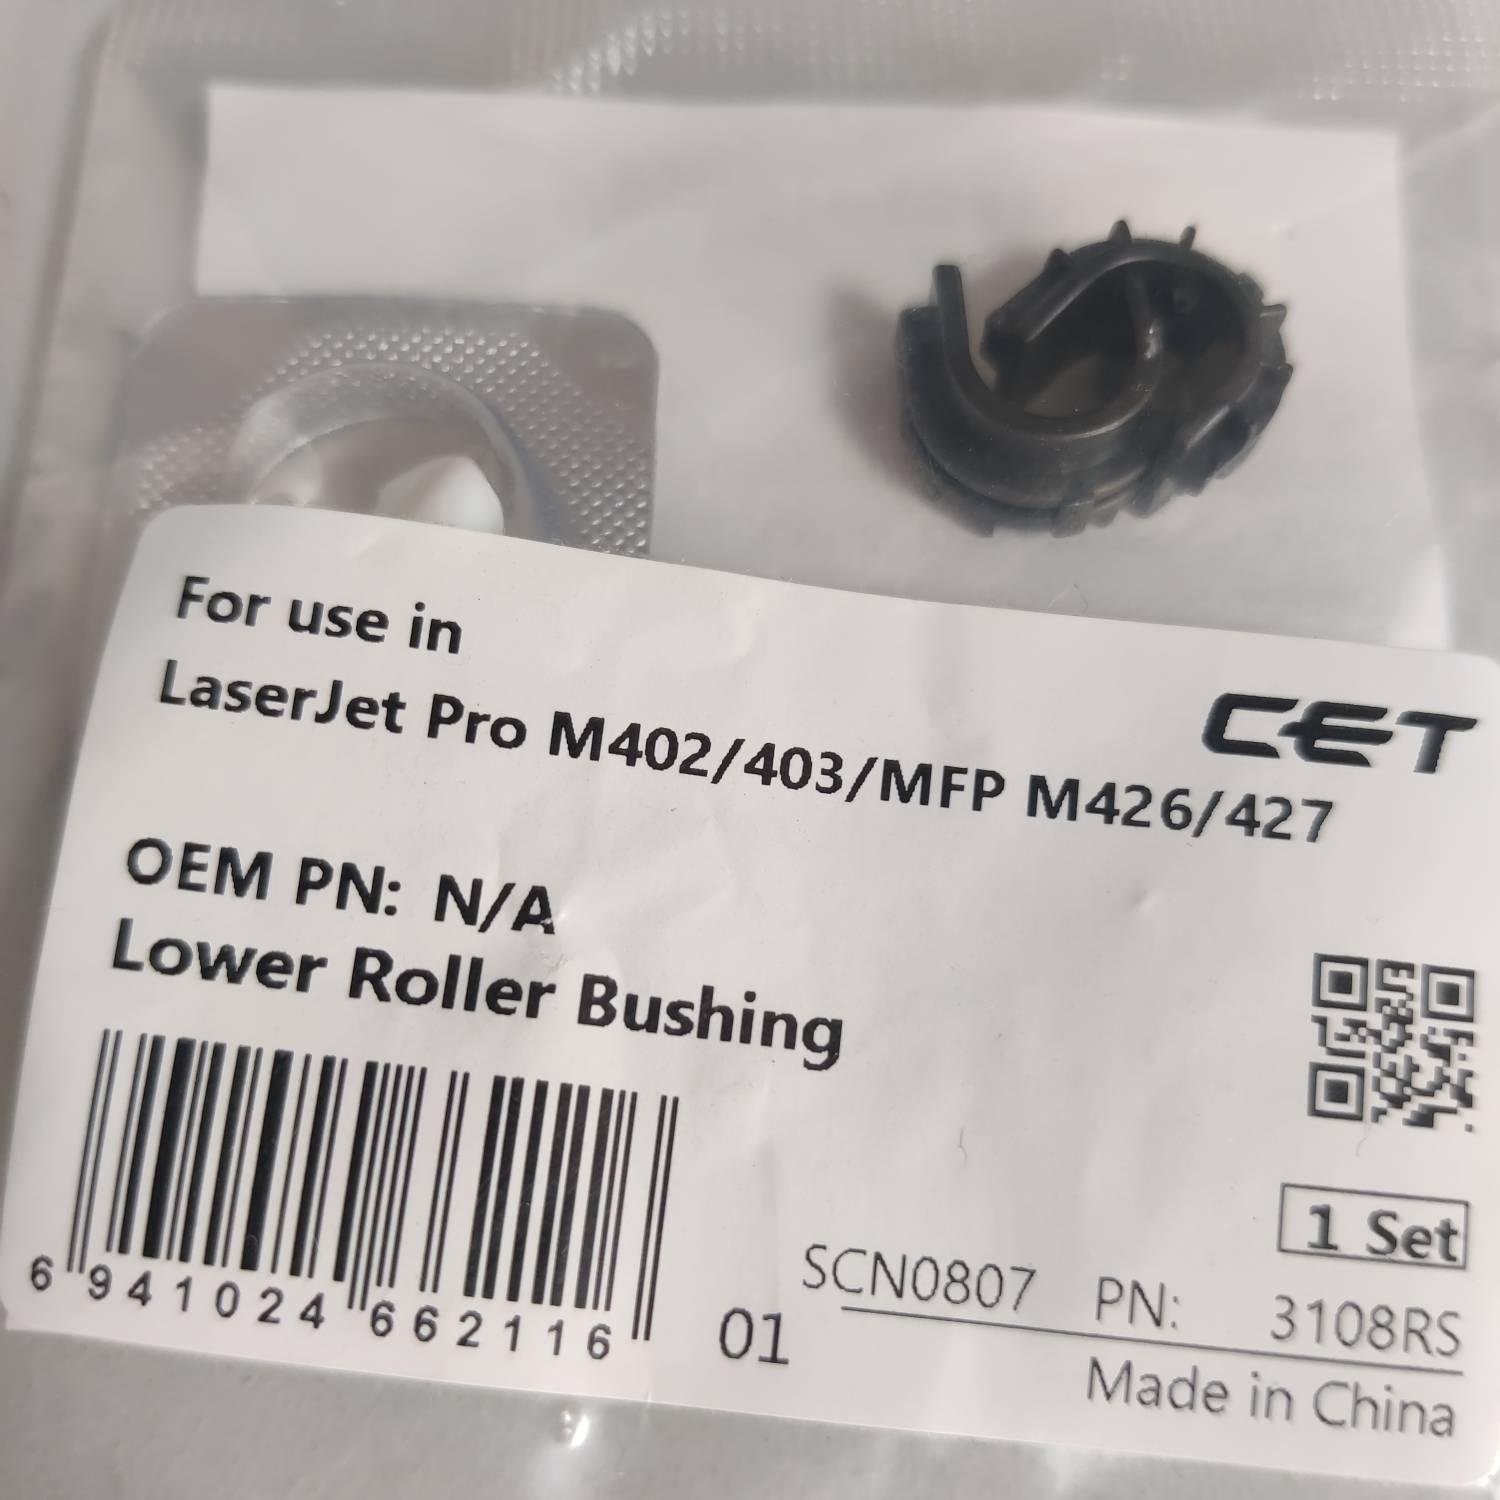 For use in
LaserJet Pro M402/403/MFP M426/427
CET
OEM PN: N/A
Lower Roller Bushing
1 Set
6 941024 662116
01
SCN0807 PN: 3108RS
Made in China